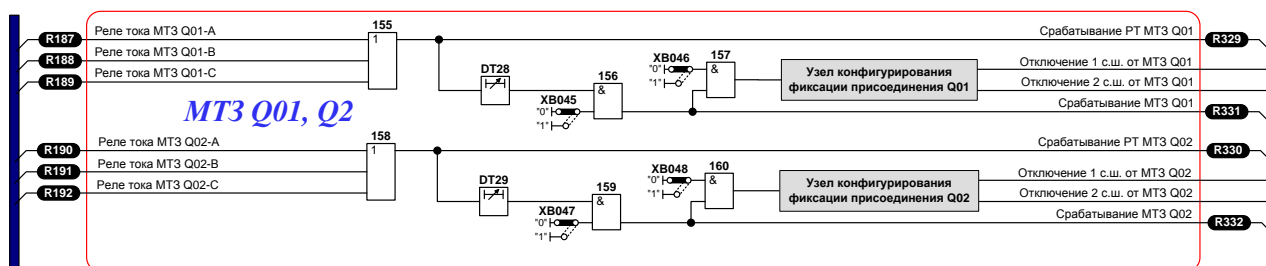 R187 Реле тока МТЗ Q01-A 155 Срабатывание РТ МТЗ Q01 R329
R188 Реле тока МТЗ Q01-B 1
R189 Реле тока МТЗ Q01-C
DT28
156
&
XB045
"0"
"1"
XB046
"0"
"1"
157
&
Узел конфигурирования
фиксации присоединения Q01
Отключение 1 с.ш. от МТЗ Q01
Отключение 2 с.ш. от МТЗ Q01
Срабатывание МТЗ Q01 R331
МТЗ Q01, Q2
R190 Реле тока МТЗ Q02-A 158 Срабатывание РТ МТЗ Q02 R330
R191 Реле тока МТЗ Q02-B 1
R192 Реле тока МТЗ Q02-C
DT29
159
&
XB047
"0"
"1"
XB048
"0"
"1"
160
&
Узел конфигурирования
фиксации присоединения Q02
Отключение 1 с.ш. от МТЗ Q02
Отключение 2 с.ш. от МТЗ Q02
Срабатывание МТЗ Q02 R332